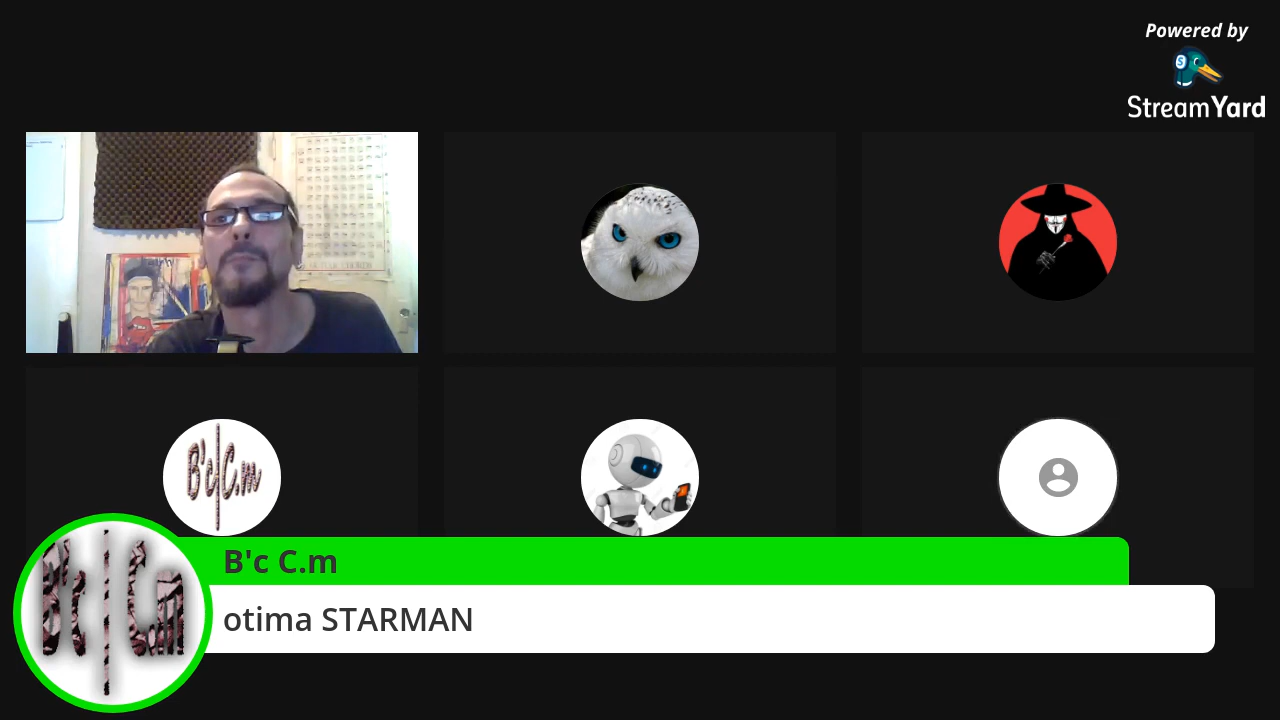 Powered by
StreamYard
B'c C.m
B'c C.m
otima STARMAN
B'c C.m